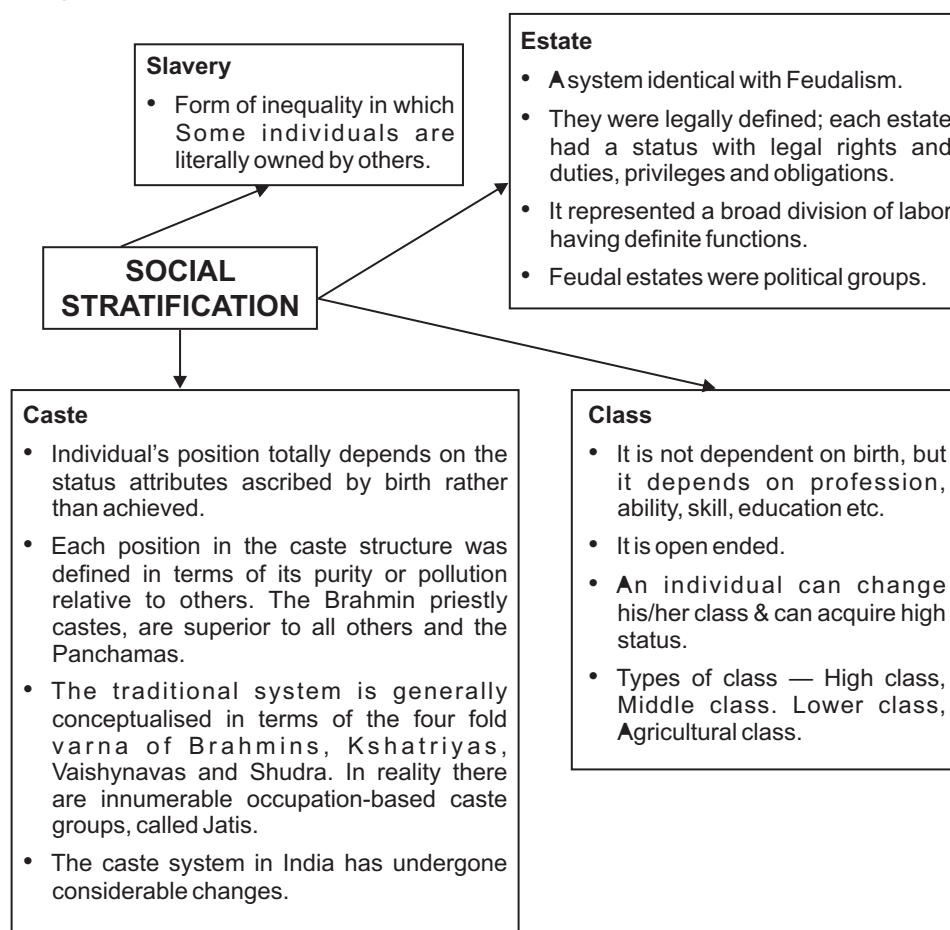 Slavery
• Form of inequality in which
Some individuals are
literally owned by others.
Estate
• A system identical with Feudalism.
• They were legally defined; each estate
had a status with legal rights and
duties, privileges and obligations.
• It represented a broad division of labor
having definite functions.
• Feudal estates were political groups.
SOCIAL
STRATIFICATION
Caste
• Individual's position totally depends on the
status attributes ascribed by birth rather
than achieved.
• Each position in the caste structure was
defined in terms of its purity or pollution
relative to others. The Brahmin priestly
castes, are superior to all others and the
Panchamas.
• The traditional system is generally
conceptualised in terms of the four fold
varna of Brahmins, Kshatriyas,
Vaishynavas and Shudra. In reality there
are innumerable occupation-based caste
groups, called Jatis.
• The caste system in India has undergone
considerable changes.
Class
• It is not dependent on birth, but
it depends on profession,
ability, skill, education etc.
• It is open ended.
• An individual can change
his/her class & can acquire high
status.
• Types of class — High class,
Middle class. Lower class,
Agricultural class.